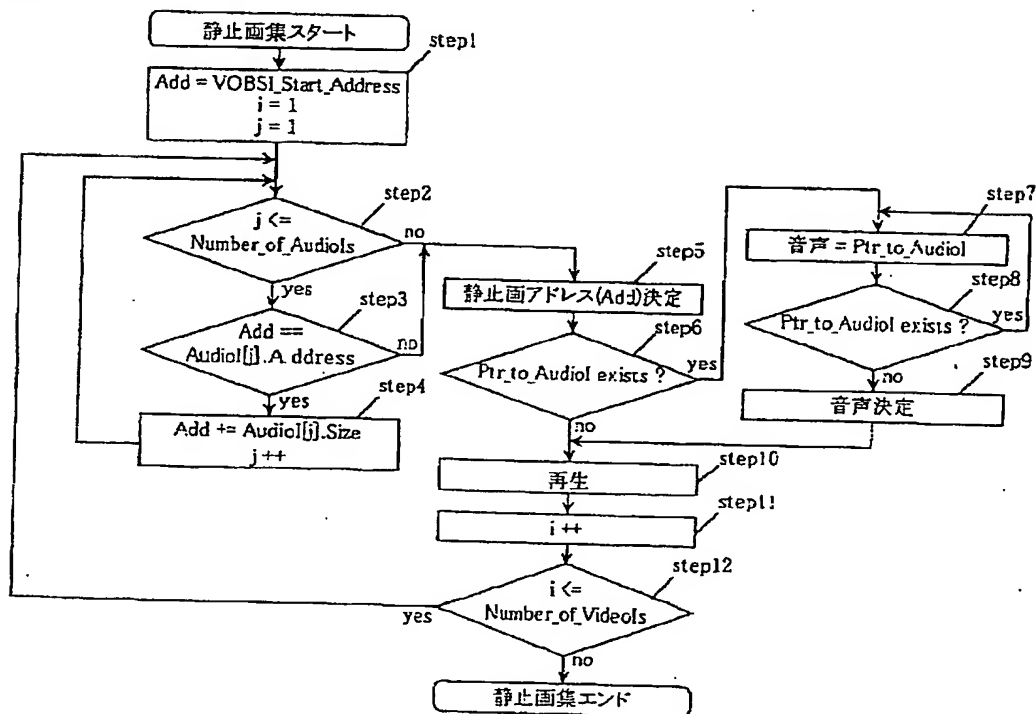 静止画集スタート
step1
Add = VOBSI_Start_Address
i = 1
j = 1
step2
j <=
Number_of_AudioIs
no
yes
step3
Add ==
AudioI[j].A ddress
no
yes
step4
Add += AudioI[j].Size
j ++
step5
静止画アドレス(Add)決定
step6
Ptr_to_AudioI exists ?
yes
no
step7
音声 = Ptr_to_AudioI
step8
Ptr_to_AudioI exists ?
yes
no
step9
音声決定
step10
再生
step11
i ++
step12
i <=
Number_of_VideoIs
yes
no
静止画集エンド